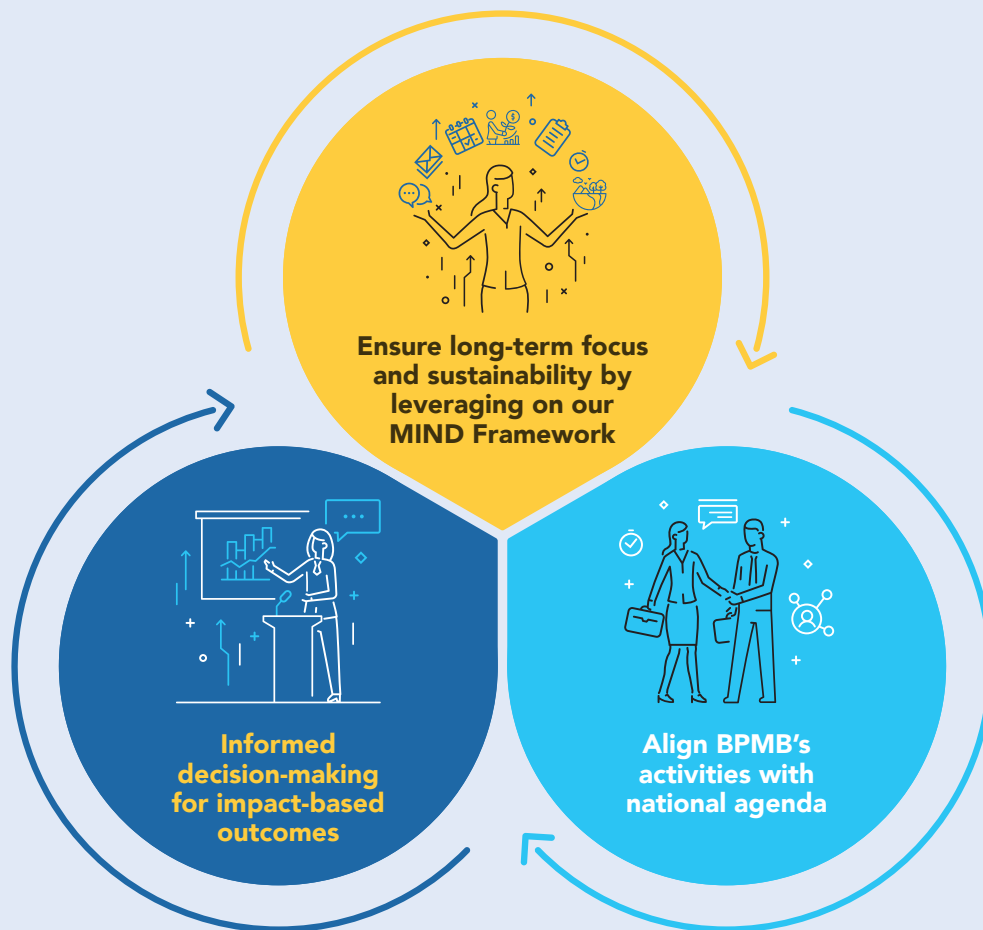 Ensure long-term focus
and sustainability by
leveraging on our
MIND Framework
Informed
decision-making
for impact-based
outcomes
Align BPMB’s
activities with
national agenda